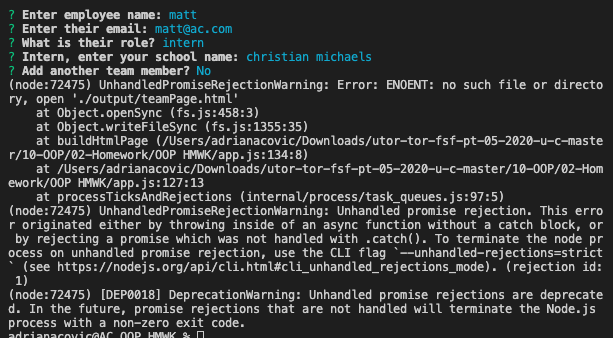 ? Enter employee name: matt
? Enter their email: matt@ac.com
? What is their role? intern
? Intern, enter your school name: christian michaels
? Add another team member? No
(node:72475) UnhandledPromiseRejectionWarning: Error: ENOENT: no such file or directo
ry, open './output/teamPage.html'
    at Object.openSync (fs.js:458:3)
    at Object.writeFileSync (fs.js:1355:35)
    at buildHtmlPage (/Users/adrianacovic/Downloads/utor-tor-fsf-pt-05-2020-u-c-maste
r/10-OOP/02-Homework/OOP HMWK/app.js:134:8)
    at /Users/adrianacovic/Downloads/utor-tor-fsf-pt-05-2020-u-c-master/10-OOP/02-Hom
ework/OOP HMWK/app.js:127:13
    at processTicksAndRejections (internal/process/task_queues.js:97:5)
(node:72475) UnhandledPromiseRejectionWarning: Unhandled promise rejection. This erro
r originated either by throwing inside of an async function without a catch block, or
 by rejecting a promise which was not handled with .catch(). To terminate the node pr
ocess on unhandled promise rejection, use the CLI flag `--unhandled-rejections=strict
` (see https://nodejs.org/api/cli.html#cli_unhandled_rejections_mode). (rejection id:
 1)
(node:72475) [DEP0018] DeprecationWarning: Unhandled promise rejections are deprecate
d. In the future, promise rejections that are not handled will terminate the Node.js
process with a non-zero exit code.
adrianacovic@AC OOP HMWK %